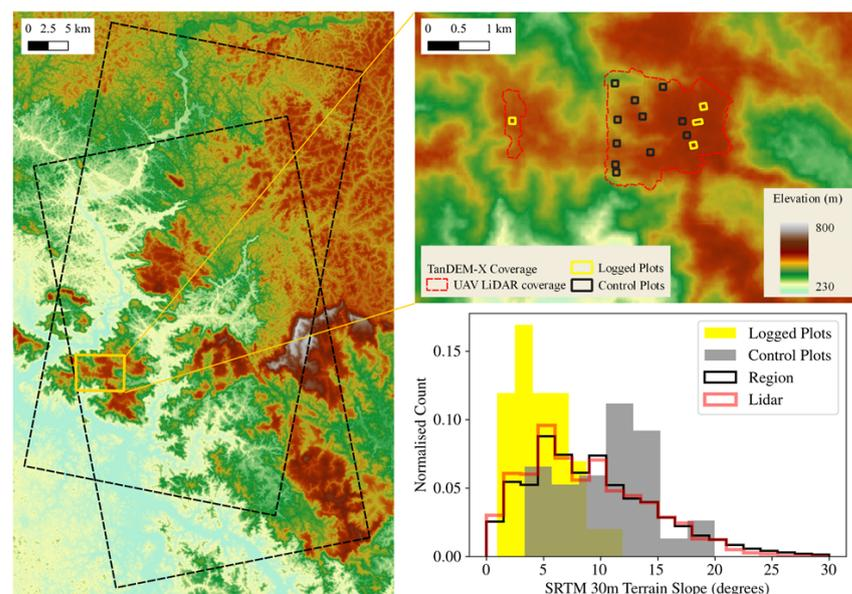 0 2.5 5 km
0 0.5 1 km
Elevation (m)
800
230
TanDEM-X Coverage
UAV LiDAR coverage
Logged Plots
Control Plots
Logged Plots
Control Plots
Region
Lidar
Normalised Count
0.15
0.10
0.05
0.00
0 5 10 15 20 25 30
SRTM 30m Terrain Slope (degrees)